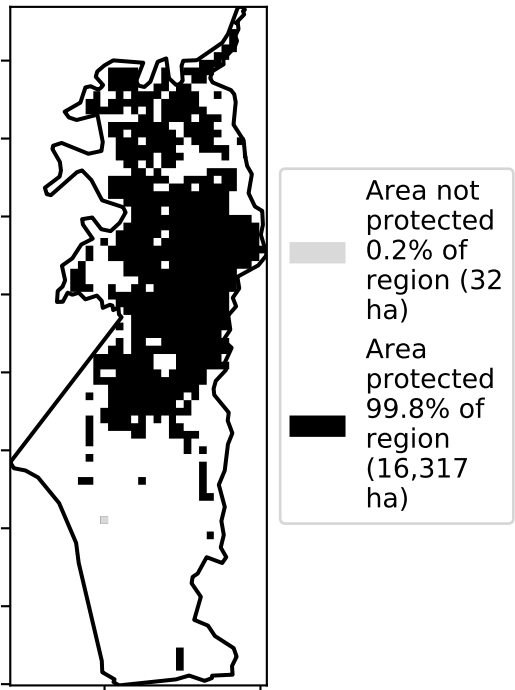 Area not
protected
0.2% of
region (32
ha)
Area
protected
99.8% of
region
(16,317
ha)